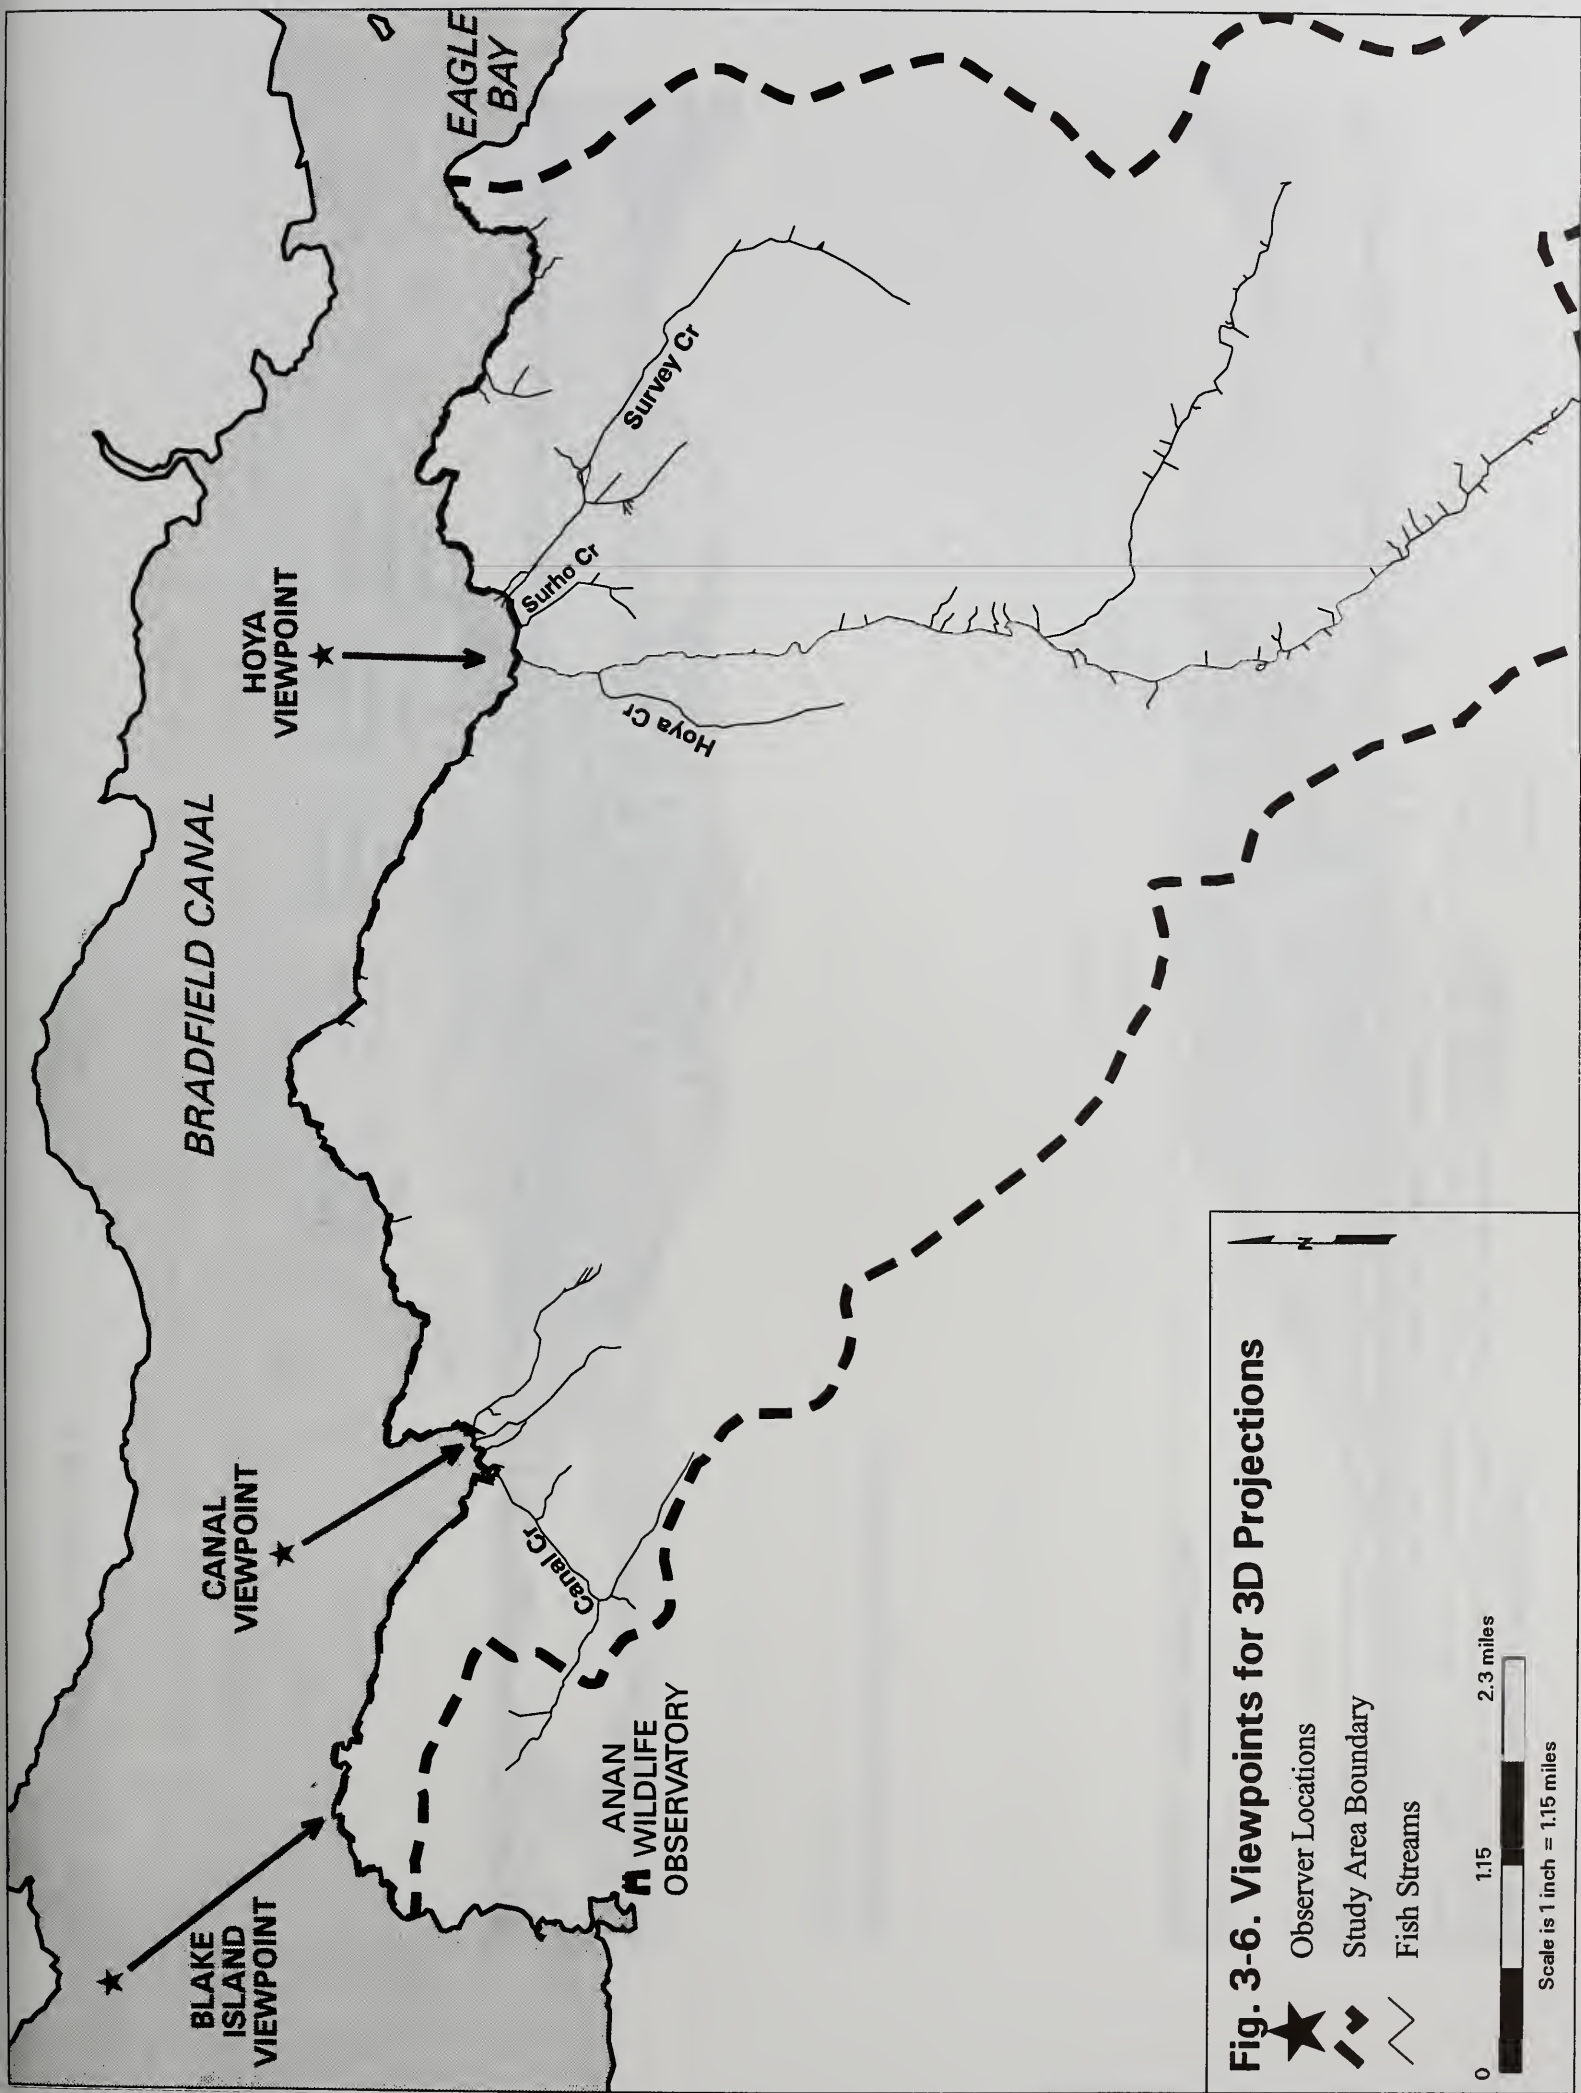 EAGLE
BAY
HOYA
VIEWPOINT
BRADFIELD CANAL
Survey Cr
Surho Cr
Hoya Cr
CANAL
VIEWPOINT
Canal Cr
BLAKE
ISLAND
VIEWPOINT
ANAN
WILDLIFE
OBSERVATORY
Fig. 3-6. Viewpoints for 3D Projections
Observer Locations
Study Area Boundary
Fish Streams
N
0 1.15 2.3 miles
Scale is 1 inch = 1.15 miles